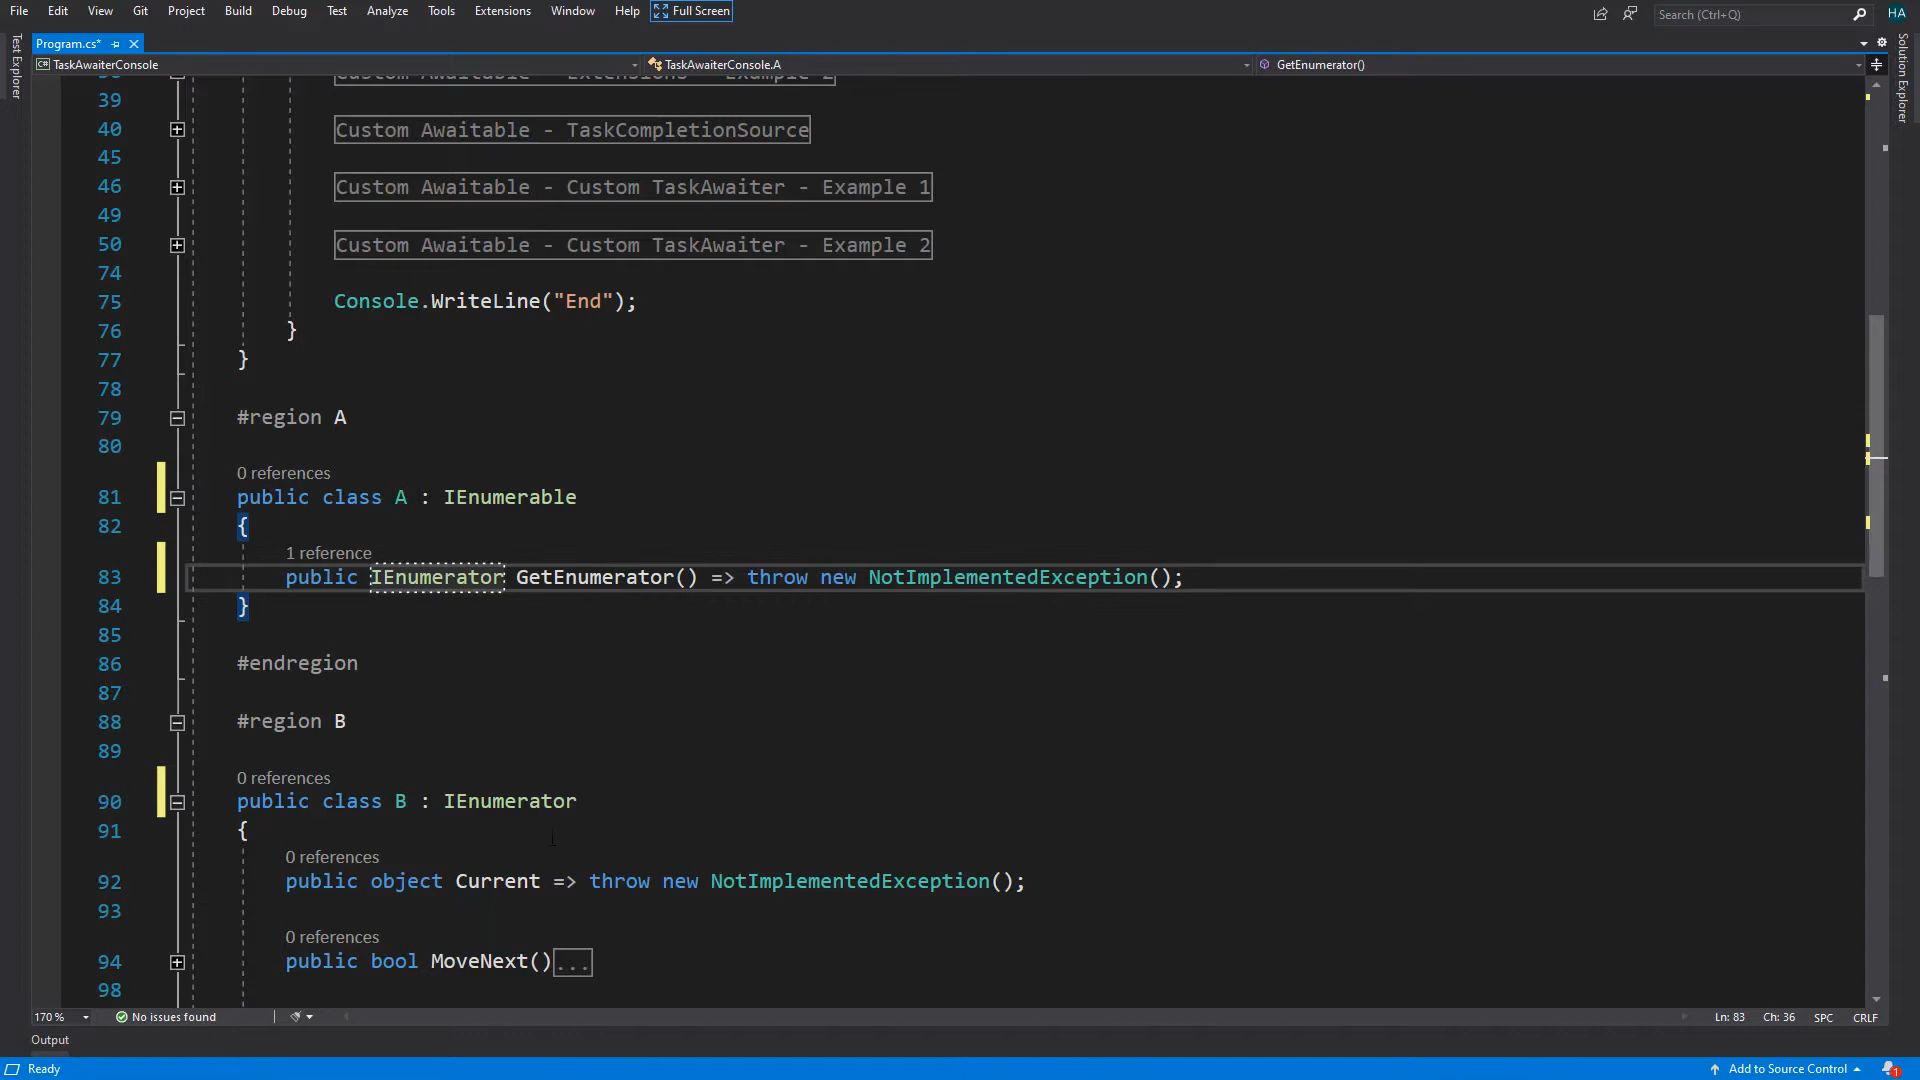 File Edit View Git Project Build Debug Test Analyze Tools Extensions Window Help Full Screen Search (Ctrl+Q) HA
Program.cs*
Test Explorer
Solution Explorer
TaskAwaiterConsole TaskAwaiterConsole.A GetEnumerator()
Custom Awaitable - Extensions - Example 2
39
40 Custom Awaitable - TaskCompletionSource
45
46 Custom Awaitable - Custom TaskAwaiter - Example 1
49
50 Custom Awaitable - Custom TaskAwaiter - Example 2
74
75 Console.WriteLine("End");
76 }
77 }
78
79 #region A
80
0 references
81 public class A : IEnumerable
82 {
1 reference
83 public IEnumerator GetEnumerator() => throw new NotImplementedException();
84 }
85
86 #endregion
87
88 #region B
89
0 references
90 public class B : IEnumerator
91 {
0 references
92 public object Current => throw new NotImplementedException();
93
0 references
94 public bool MoveNext()...
98
170 % No issues found Ln: 83 Ch: 36 SPC CRLF
Output
Ready Add to Source Control 1